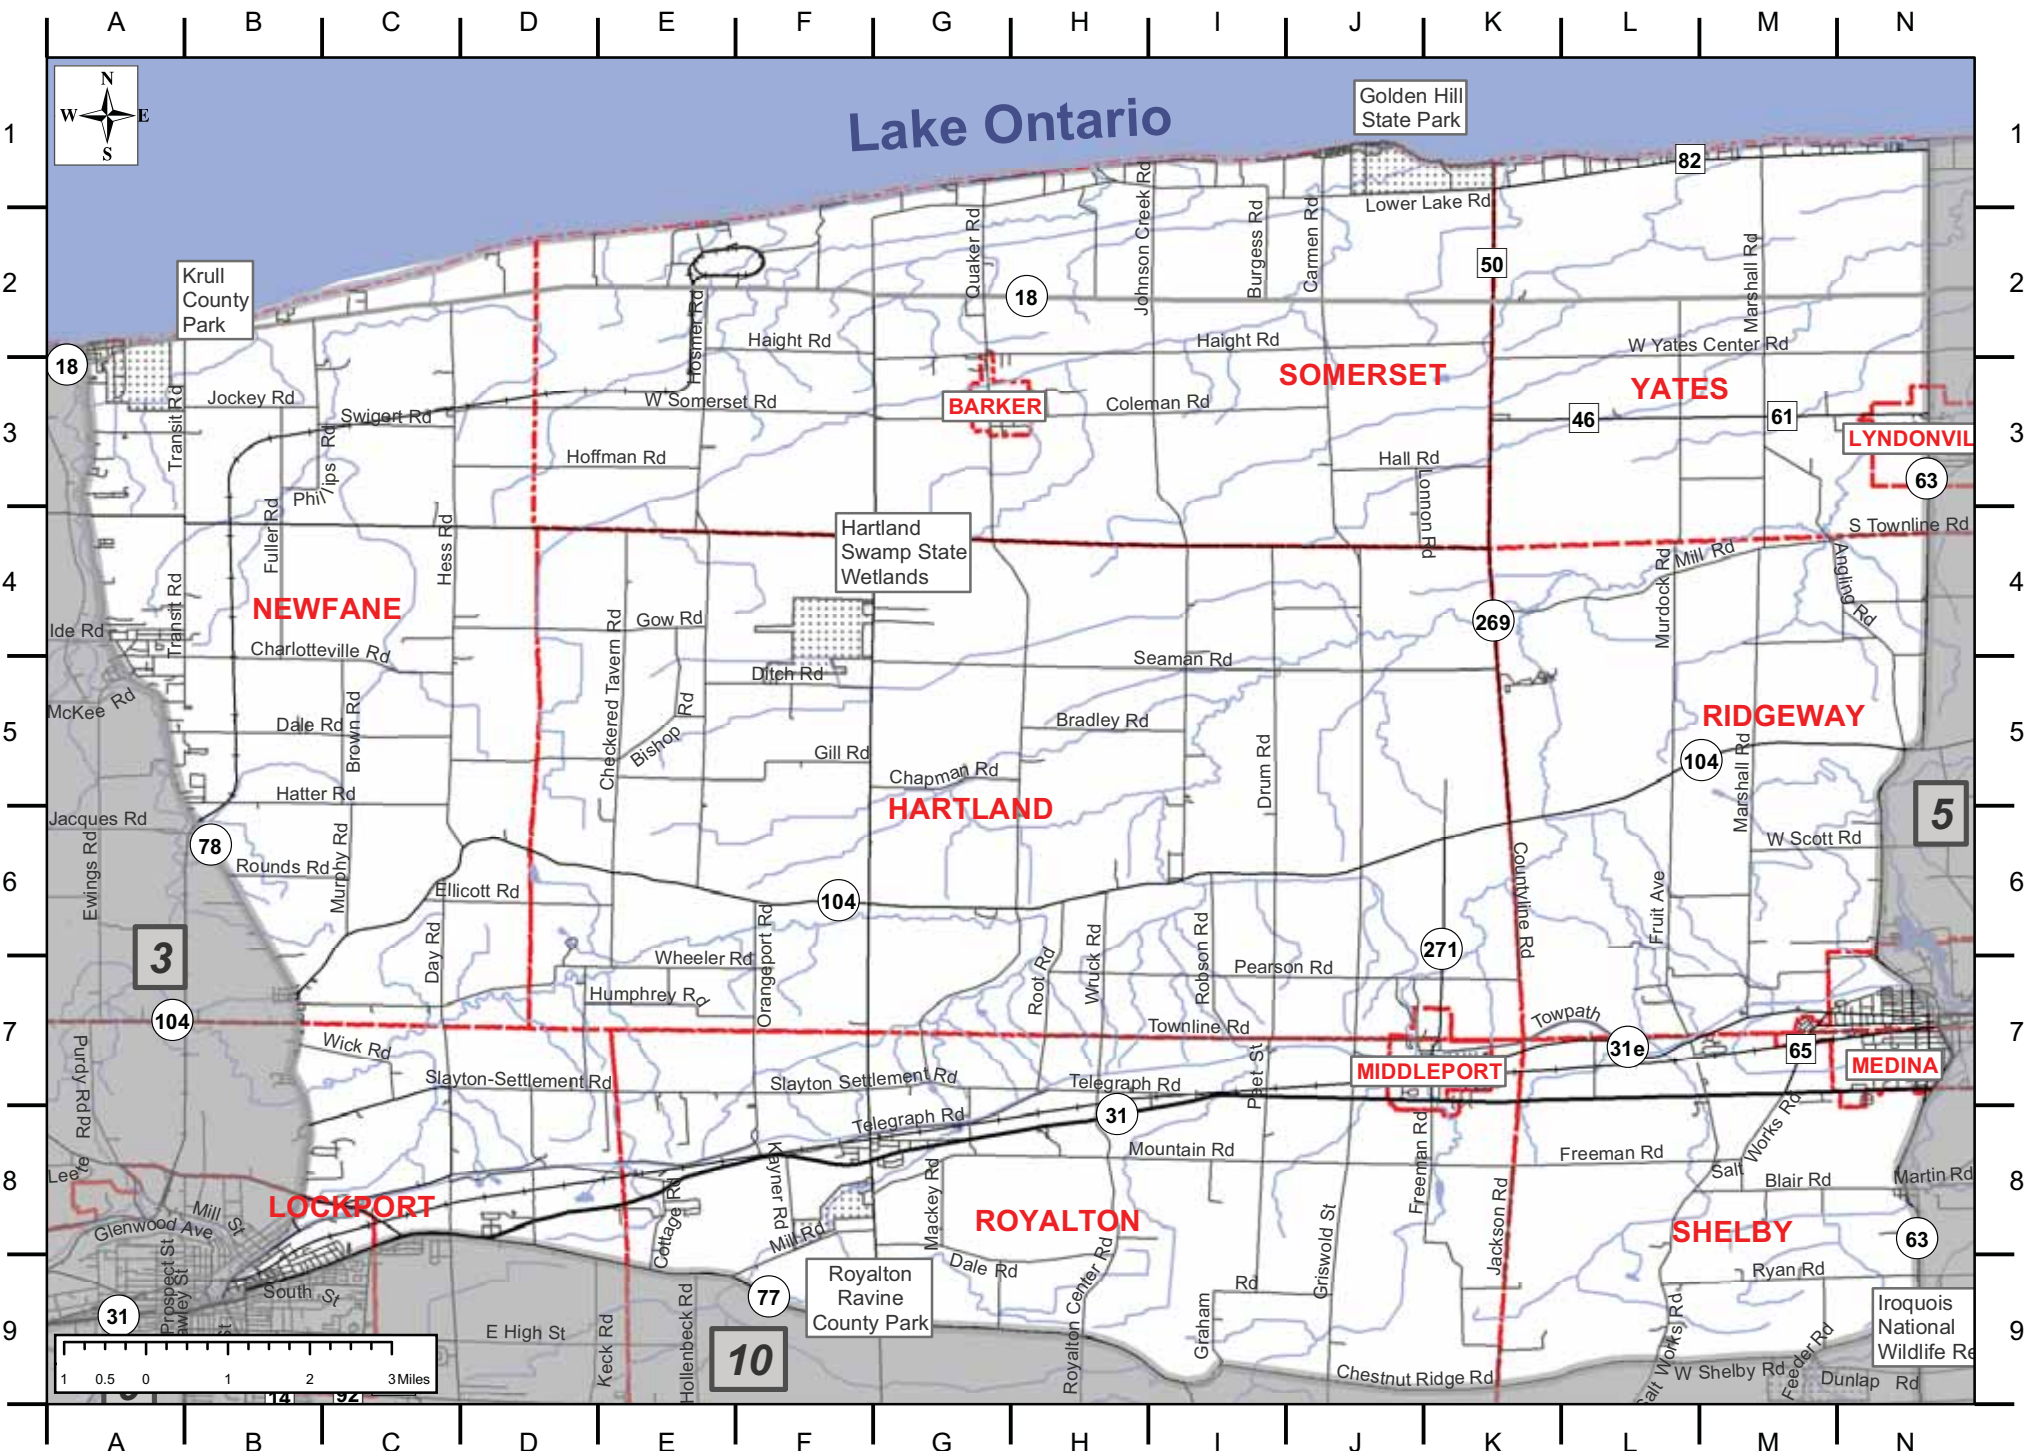 A B C D E F G H I J K L M N
N
W E
S
Lake Ontario
Golden Hill
State Park
1
1
82
Lower Lake Rd
Quaker Rd
Johnson Creek Rd
Burgess Rd
Carmen Rd
Marshall Rd
50
2
2
Krull
County
Park
18
Hosmer Rd
Haight Rd
Haight Rd
W Yates Center Rd
18
SOMERSET
YATES
Transit Rd
Jockey Rd
Swigert Rd
W Somerset Rd
BARKER
Coleman Rd
46
61
3
3
LYNDONVIL
Hoffman Rd
Hall Rd
63
Phillips Rd
Fuller Rd
Hess Rd
Hartland
Swamp State
Wetlands
S Townline Rd
Mill Rd
Murdock Rd
Angling Rd
4
4
NEWFANE
Transit Rd
Ide Rd
Checkered Tavern Rd
Gow Rd
269
Charlotteville Rd
Seaman Rd
Ditch Rd
McKee Rd
Brown Rd
Dale Rd
Bishop Rd
Bradley Rd
RIDGEWAY
5
5
Gill Rd
Chapman Rd
Drum Rd
Marshall Rd
104
Hatter Rd
HARTLAND
Jacques Rd
5
78
Ewings Rd
Rounds Rd
Murphy Rd
W Scott Rd
Countyline Rd
6
6
Ellicott Rd
104
Orangeport Rd
Fruit Ave
3
Day Rd
Wheeler Rd
Root Rd
Wruck Rd
Robson Rd
Pearson Rd
271
Humphrey Rd
104
7
7
Townline Rd
Towpath
Wick Rd
31e
65
Purdy Rd
MIDDLEPORT
MEDINA
Slayton-Settlement Rd
Slayton Settlement Rd
Telegraph Rd
31
Telegraph Rd
Salt Works Rd
Mountain Rd
Freeman Rd
Freeman Rd
Kayner Rd
Mackey Rd
8
8
Blair Rd
Martin Rd
LOCKPORT
Mill St
Glenwood Ave
Cottage Rd
Mill Rd
ROYALTON
Griswold St
Jackson Rd
SHELBY
63
Dale Rd
Royalton Center Rd
Ryan Rd
Prospect St
South St
Royalton
Ravine
County Park
77
Graham Rd
Iroquois
National
Wildlife Re
31
9
9
E High St
Keck Rd
Hollenbeck Rd
10
Salt Works Rd
Feeder Rd
Chestnut Ridge Rd
W Shelby Rd
Dunlap Rd
1 0.5 0 1 2 3 Miles
14
92
A B C D E F G H I J K L M N